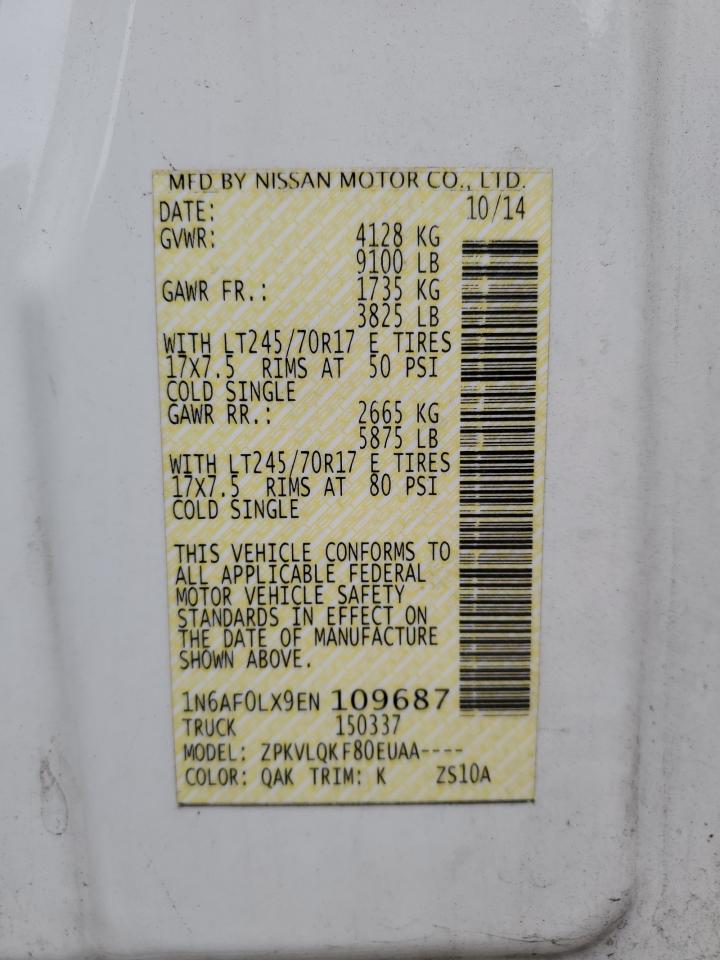 MFD BY NISSAN MOTOR CO., LTD.
DATE: 10/14
GVWR: 4128 KG
9100 LB
GAWR FR.: 1735 KG
3825 LB
WITH LT245/70R17 E TIRES
17X7.5 RIMS AT 50 PSI
COLD SINGLE
GAWR RR.: 2665 KG
5875 LB
WITH LT245/70R17 E TIRES
17X7.5 RIMS AT 80 PSI
COLD SINGLE
THIS VEHICLE CONFORMS TO
ALL APPLICABLE FEDERAL
MOTOR VEHICLE SAFETY
STANDARDS IN EFFECT ON
THE DATE OF MANUFACTURE
SHOWN ABOVE.
1N6AF0LX9EN 109687
TRUCK 150337
MODEL: ZPKVLQKF80EUAA----
COLOR: QAK TRIM: K ZS10A